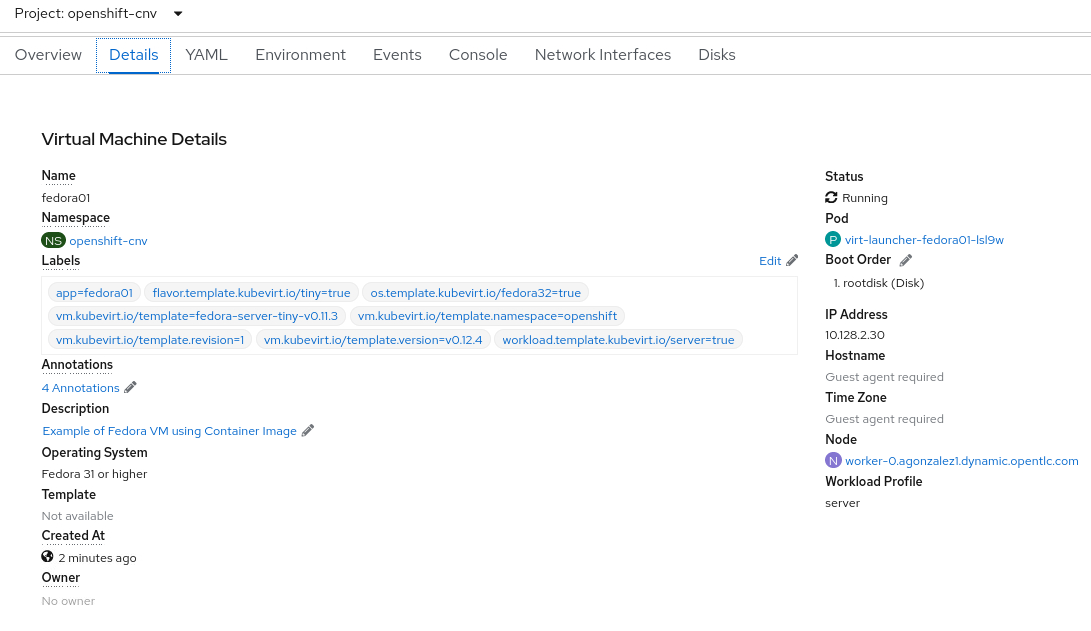 Project: openshift-cnv
Overview Details YAML Environment Events Console Network Interfaces Disks
Virtual Machine Details
Name
fedora01
Namespace
NS openshift-cnv
Labels Edit
app=fedora01 flavor.template.kubevirt.io/tiny=true os.template.kubevirt.io/fedora32=true
vm.kubevirt.io/template=fedora-server-tiny-v0.11.3 vm.kubevirt.io/template.namespace=openshift
vm.kubevirt.io/template.revision=1 vm.kubevirt.io/template.version=v0.12.4 workload.template.kubevirt.io/server=true
Annotations
4 Annotations
Description
Example of Fedora VM using Container Image
Operating System
Fedora 31 or higher
Template
Not available
Created At
2 minutes ago
Owner
No owner
Status
Running
Pod
P virt-launcher-fedora01-lsl9w
Boot Order
1. rootdisk (Disk)
IP Address
10.128.2.30
Hostname
Guest agent required
Time Zone
Guest agent required
Node
N worker-0.agonzalez1.dynamic.opentlc.com
Workload Profile
server